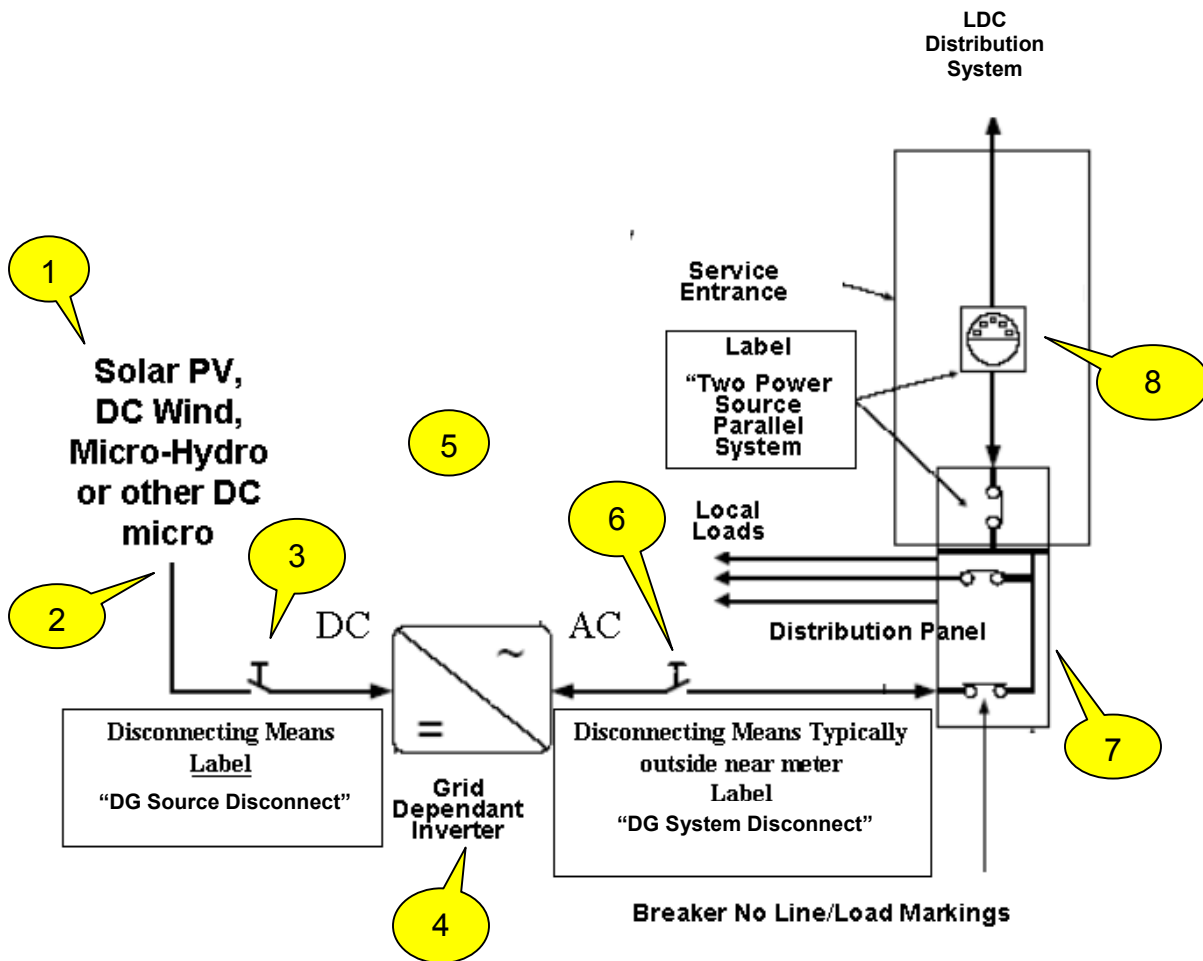 LDC
Distribution
System
1
Solar PV,
DC Wind,
Micro-Hydro
or other DC
micro
2
3
DC
Disconnecting Means
Label
“DG Source Disconnect”
~
=
Grid
Dependant
Inverter
4
5
AC
6
Disconnecting Means Typically
outside near meter
Label
“DG System Disconnect”
Service
Entrance
Label
“Two Power
Source
Parallel
System
8
Local
Loads
Distribution Panel
7
Breaker No Line/Load Markings